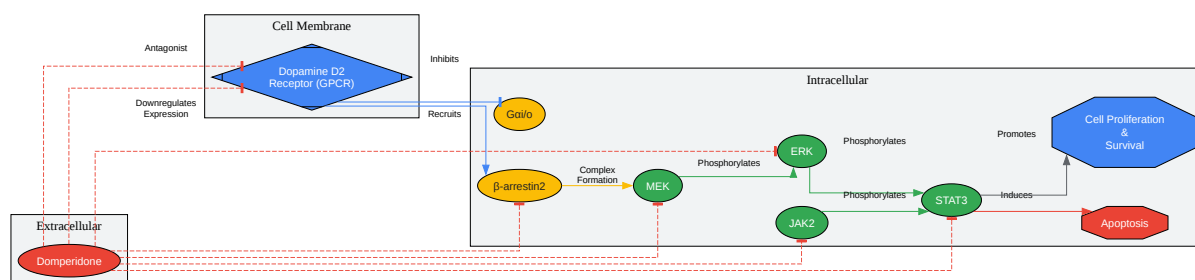 Cell Membrane
Antagonist
Dopamine D2
Receptor (GPCR)
Inhibits
Downregulates
Expression
Recruits
Intracellular
Gαi/o
Cell Proliferation
&
Survival
Promotes
Phosphorylates
ERK
Phosphorylates
Complex
Formation
β-arrestin2
MEK
Phosphorylates
STAT3
Induces
JAK2
Apoptosis
Extracellular
Domperidone